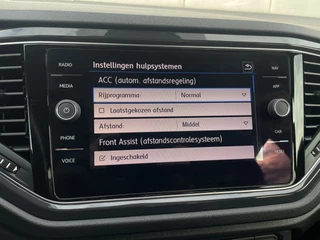 RADIO
MEDIA
PHONE
VOICE
Instellingen hulpsystemen
ACC (autom. afstandsregeling)
Rijprogramma: Normal
Laatstgekozen afstand
Afstand: Middel
Front Assist (afstandscontrolesysteem)
Ingeschakeld
NAV
APP
CAR
MENU